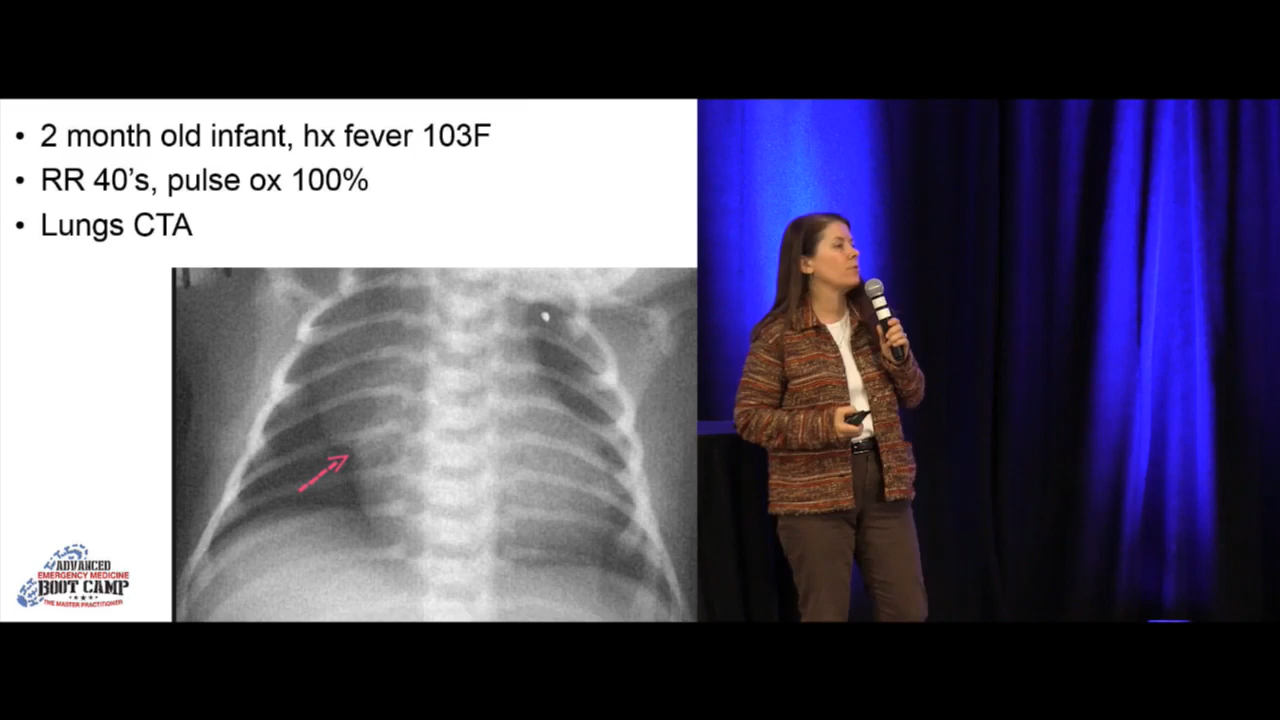 • 2 month old infant, hx fever 103F
• RR 40's, pulse ox 100%
• Lungs CTA
ADVANCED
EMERGENCY MEDICINE
BOOT CAMP
THE MASTER PRACTITIONER